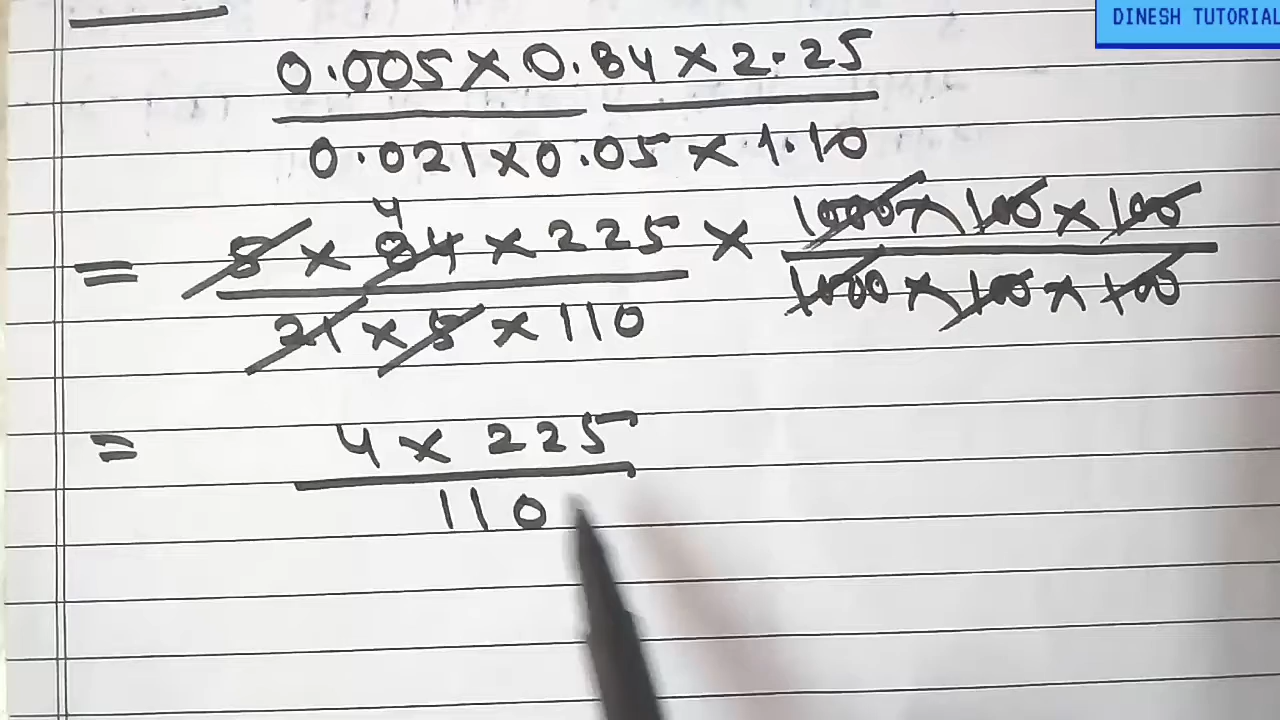 DINESH TUTORIAL
0.005 × 0.84 × 2.25
0.021 × 0.05 × 1.10
= 5 × 84 × 225 × 1000 × 100 × 100
4
21 × 5 × 110 1000 × 100 × 100
= 4 × 225
110